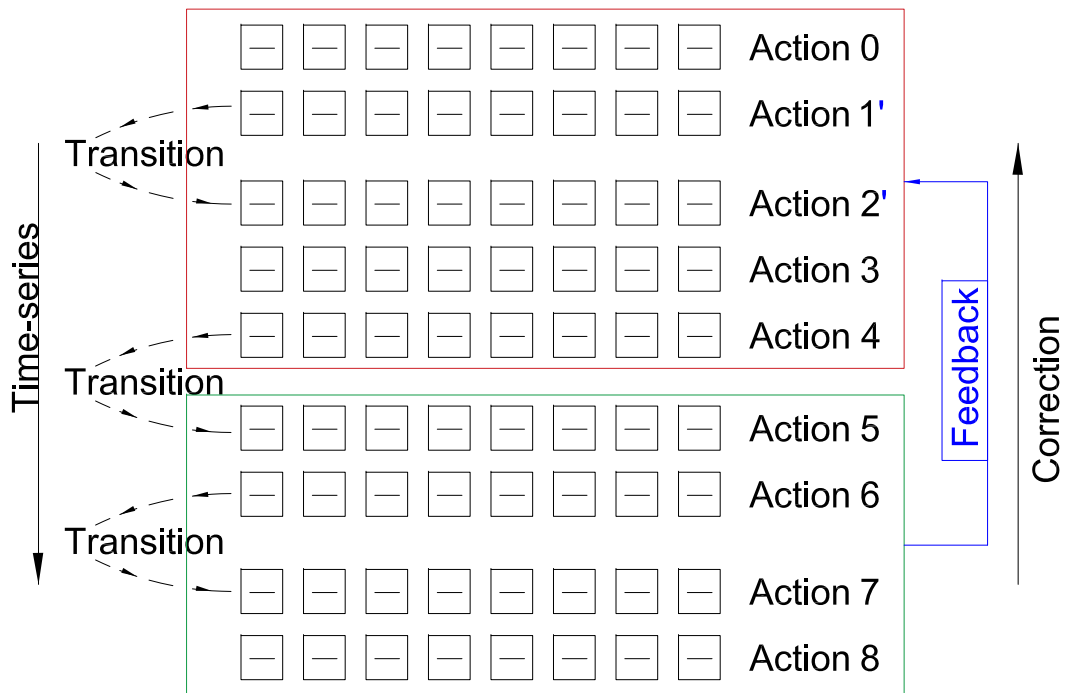 Action 0
Action 1'
Transition
Action 2'
Action 3
Action 4
Transition
Action 5
Action 6
Transition
Action 7
Action 8
Time-series
Feedback
Correction